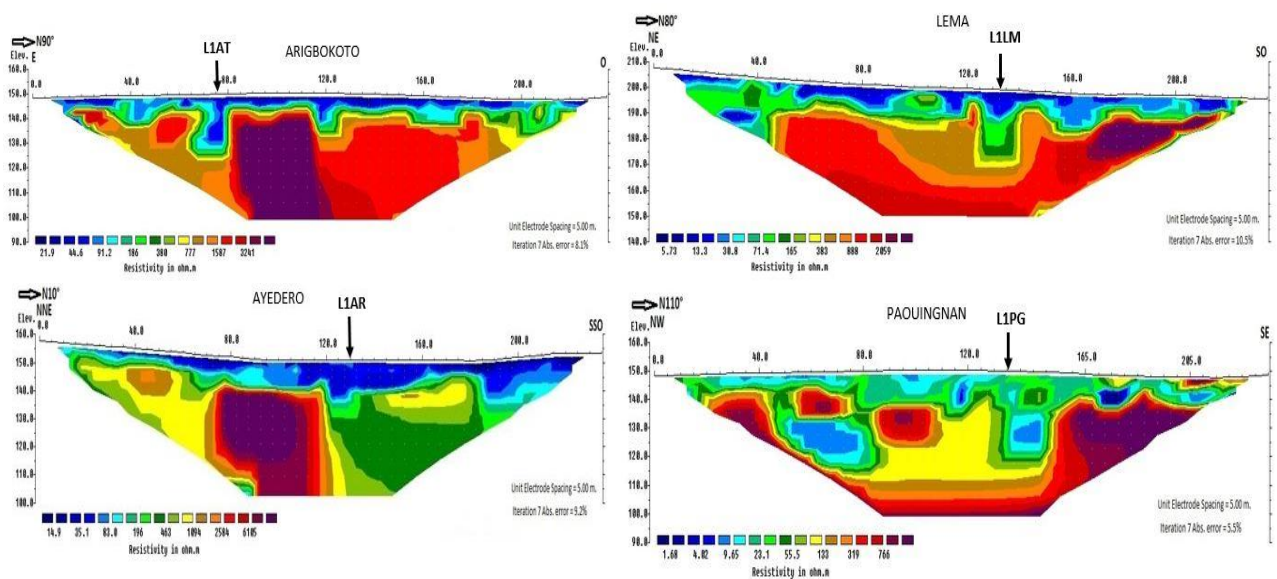 N90°
ARIGBOKOTO
Elev. E
L1AT
O
0.0 40.0 80.0 120.0 200.0
160.0
150.0
140.0
130.0
120.0
110.0
100.0
90.0
Unit Electrode Spacing = 5.00 m.
Iteration 7 Abs. error = 8.1%
21.9 44.6 91.2 186 380 777 1587 3241
Resistivity in ohm.m
N80°
LEMA
NE
Elev.
L1LM
SO
0.0 40.0 120.0 160.0 200.0
210.0
200.0
190.0
180.0
170.0
160.0
150.0
140.0
Unit Electrode Spacing = 5.00 m.
Iteration 7 Abs. error = 10.5%
5.73 13.3 30.8 71.4 165 383 888 2059
Resistivity in ohm.m
N10°
AYEDERO
Elev. NNE
L1AR
SSO
0.0 40.0 80.0 160.0 200.0
160.0
150.0
140.0
130.0
120.0
110.0
100.0
Unit Electrode Spacing = 5.00 m.
Iteration 7 Abs. error = 9.2%
14.9 35.1 83.0 196 463 1094 2584 6105
Resistivity in ohm.m
N110°
PAOUINGNAN
Elev. NW
L1PG
SE
0.0 40.0 80.0 120.0 165.0 205.0
160.0
150.0
140.0
130.0
120.0
110.0
100.0
90.0
Unit Electrode Spacing = 5.00 m.
Iteration 7 Abs. error = 5.5%
1.68 4.02 9.65 23.1 55.5 133 319 766
Resistivity in ohm.m